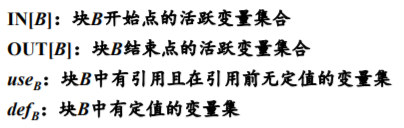 IN[B]：块B开始点的活跃变量集合
OUT[B]：块B结束点的活跃变量集合
useB：块B中有引用且在引用前无定值的变量集
defB：块B中有定值的变量集